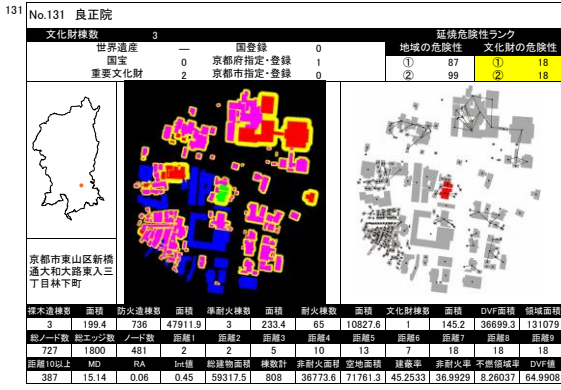 131
No.131 良正院
文化財棟数 3 延焼危険性ランク
世界遺産 — 国登録 0 地域の危険性 文化財の危険性
国宝 0 京都府指定・登録 1 ① 87 ① 18
重要文化財 2 京都市指定・登録 0 ② 99 ② 18
京都市東山区新橋
通大和大路東入三
丁目林下町
裸木造棟数 面積 防火造棟数 面積 準耐火棟数 面積 耐火棟数 面積 文化財棟数 面積 DVF面積 領域面積
3 199.4 736 47911.9 3 233.4 65 10827.6 1 145.2 36699.3 131079
総ノード数 総エッジ数 ノード数 距離1 距離2 距離3 距離4 距離5 距離6 距離7 距離8 距離9
727 1800 481 2 2 5 10 13 7 18 18 18
距離10以上 MD RA Int値 総建物面積 棟数計 非耐火面積 空地面積 建蔽率 非耐火率 不燃領域率 DVF値
387 15.14 0.06 0.45 59317.5 808 36773.6 71761.3 45.2533 36.9929 8.26037 64.9908